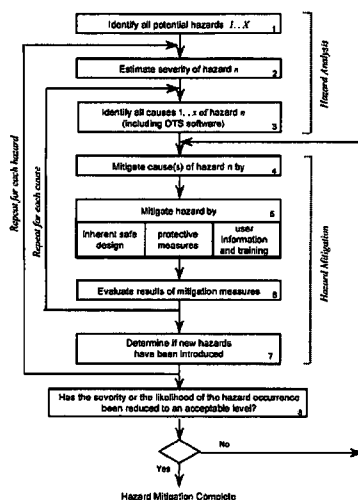 Identify all potential hazards 1..X
1
Estimate severity of hazard n
2
Identify all causes 1..x of hazard n
(including OTS software)
3
Mitigate cause(s) of hazard n by
4
Mitigate hazard by
5
inherent safe
design
protective
measures
user
information
and training
Evaluate results of mitigation measures
6
Determine if new hazards
have been introduced
7
Has the severity or the likelihood of the hazard occurrence
been reduced to an acceptable level?
8
No
Yes
Hazard Mitigation Complete
Repeat for each hazard
Repeat for each cause
Hazard Analysis
Hazard Mitigation